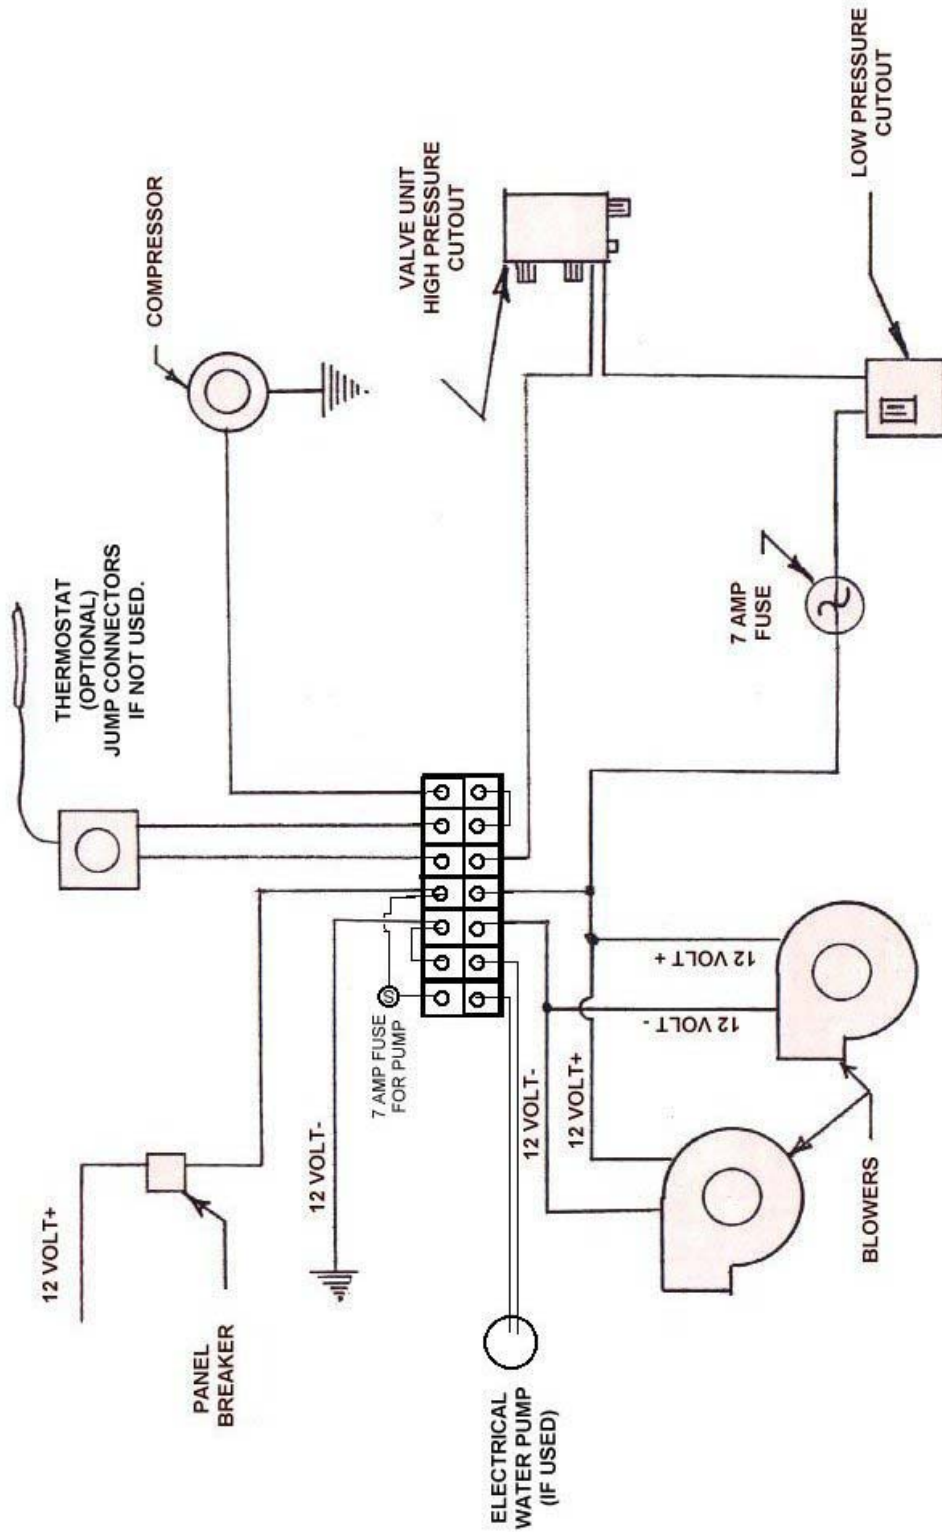 12 VOLT+
PANEL
BREAKER
12 VOLT-
7 AMP FUSE
FOR PUMP
S
THERMOSTAT
(OPTIONAL)
JUMP CONNECTORS
IF NOT USED.
COMPRESSOR
VALVE UNIT
HIGH PRESSURE
CUTOUT
ELECTRICAL
WATER PUMP
(IF USED)
12 VOLT-
12 VOLT+
12 VOLT -
12 VOLT +
BLOWERS
7 AMP
FUSE
LOW PRESSURE
CUTOUT